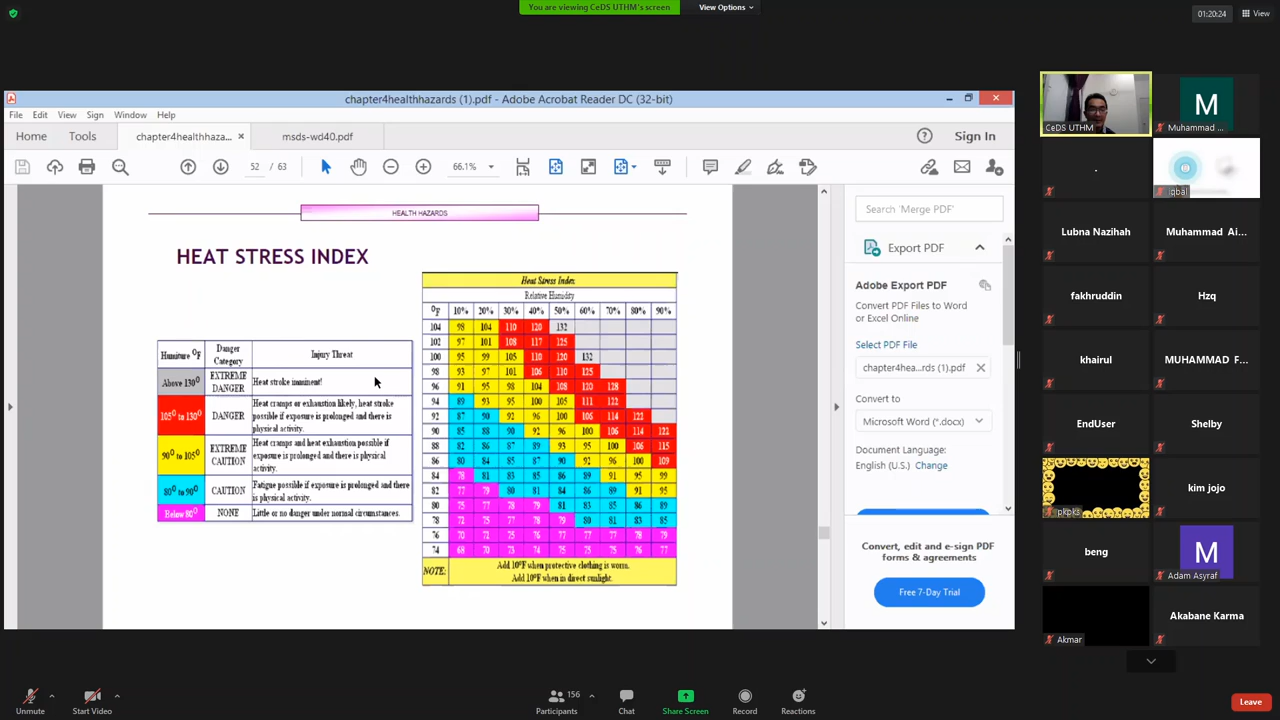 You are viewing CeDS UTHM's screen
View Options
01:20:24
View
chapter4healthhazards (1).pdf - Adobe Acrobat Reader DC (32-bit)
File Edit View Sign Window Help
Home Tools chapter4healthhaza... × msds-wd40.pdf Sign In
52 / 63 66.1%
HEALTH HAZARDS
HEAT STRESS INDEX
Humiture ºF Danger Category Injury Threat
Above 130º EXTREME DANGER Heat stroke imminent!
105º to 130º DANGER Heat cramps or exhaustion likely, heat stroke possible if exposure is prolonged and there is physical activity.
90º to 105º EXTREME CAUTION Heat cramps and heat exhaustion possible if exposure is prolonged and there is physical activity.
80º to 90º CAUTION Fatigue possible if exposure is prolonged and there is physical activity.
Below 80º NONE Little or no danger under normal circumstances.
Heat Stress Index
Relative Humidity
ºF 10% 20% 30% 40% 50% 60% 70% 80% 90%
104 98 104 110 120 132
102 97 101 108 117 125
100 95 99 105 110 120 132
98 93 97 101 106 110 125
96 91 95 98 104 108 120 128
94 89 93 95 100 105 111 122
92 87 90 92 96 100 106 114 122
90 85 88 90 92 96 100 106 114 122
88 82 86 87 89 93 95 100 106 115
86 80 84 85 87 90 92 96 100 109
84 78 81 83 85 86 89 91 95 99
82 77 79 80 81 84 86 89 91 95
80 75 77 78 79 81 83 85 86 89
78 72 75 77 78 79 80 81 83 85
76 70 72 75 76 77 77 77 78 79
74 68 70 73 74 75 75 75 76 77
NOTE: Add 10ºF when protective clothing is worn.
Add 10ºF when in direct sunlight.
Search 'Merge PDF'
Export PDF
Adobe Export PDF
Convert PDF Files to Word
or Excel Online
Select PDF File
chapter4hea...rds (1).pdf
Convert to
Microsoft Word (*.docx)
Document Language:
English (U.S.) Change
Convert, edit and e-sign PDF
forms & agreements
Free 7-Day Trial
CeDS UTHM
M
Muhammad ...
.
iqbal
Lubna Nazihah
Muhammad Ai...
fakhruddin
Hzq
khairul
MUHAMMAD F...
EndUser
Shelby
pkpks
kim jojo
beng
M
Adam Asyraf
Akmar
Akabane Karma
Unmute
Start Video
156
Participants
Chat
Share Screen
Record
Reactions
Leave